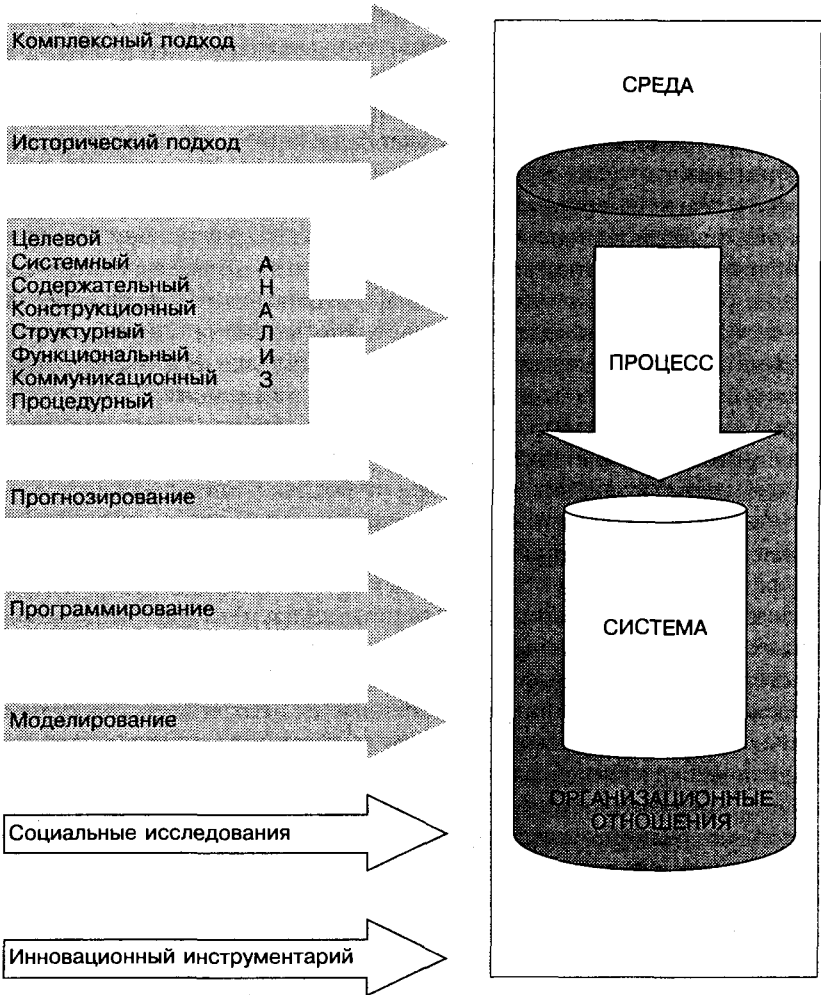 Комплексный подход
Исторический подход
Целевой
Системный
Содержательный
Конструкционный
Структурный
Функциональный
Коммуникационный
Процедурный
А
Н
А
Л
И
З
Прогнозирование
Программирование
Моделирование
Социальные исследования
Инновационный инструментарий
СРЕДА
ПРОЦЕСС
СИСТЕМА
ОРГАНИЗАЦИОННЫЕ
ОТНОШЕНИЯ